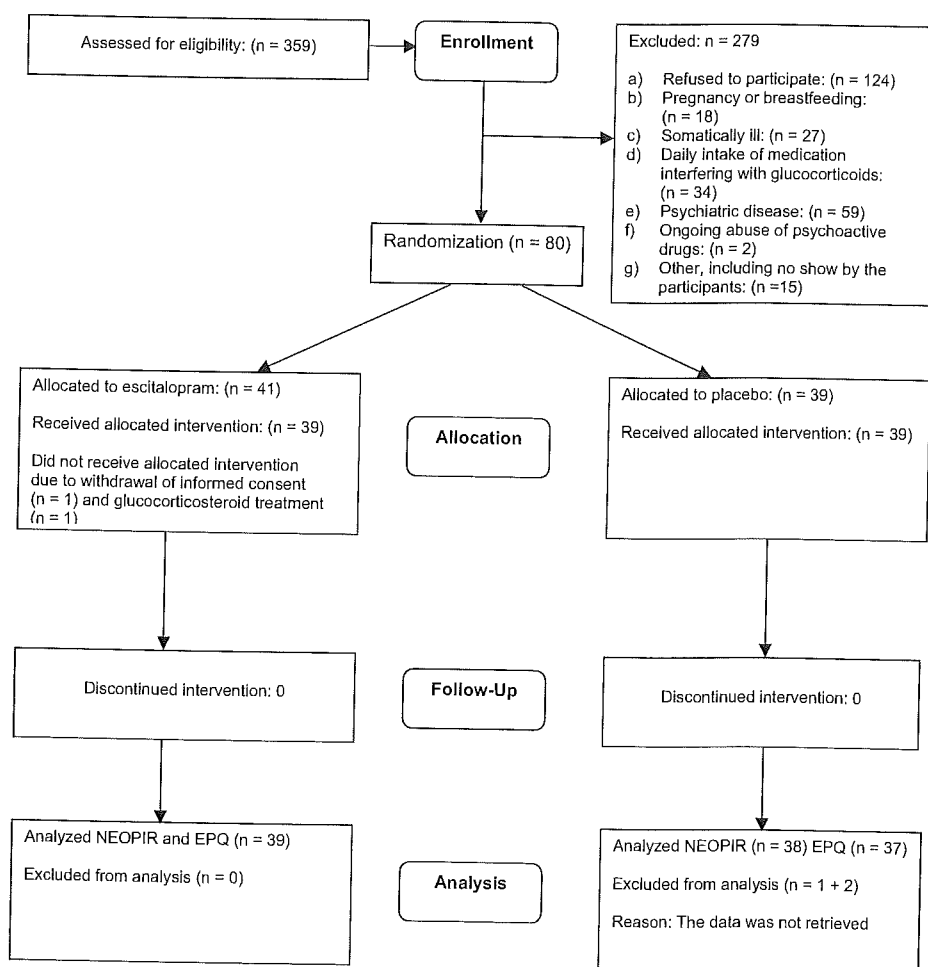 Assessed for eligibility: (n = 359)
Enrollment
Excluded: n = 279
a) Refused to participate: (n = 124)
b) Pregnancy or breastfeeding:
(n = 18)
c) Somatically ill: (n = 27)
d) Daily intake of medication
interfering with glucocorticoids:
(n = 34)
e) Psychiatric disease: (n = 59)
f) Ongoing abuse of psychoactive
drugs: (n = 2)
g) Other, including no show by the
participants: (n =15)
Randomization (n = 80)
Allocated to escitalopram: (n = 41)
Received allocated intervention: (n = 39)
Did not receive allocated intervention
due to withdrawal of informed consent
(n = 1) and glucocorticosteroid treatment
(n = 1)
Allocation
Allocated to placebo: (n = 39)
Received allocated intervention: (n = 39)
Discontinued intervention: 0
Follow-Up
Discontinued intervention: 0
Analyzed NEOPIR and EPQ (n = 39)
Excluded from analysis (n = 0)
Analysis
Analyzed NEOPIR (n = 38) EPQ (n = 37)
Excluded from analysis (n = 1 + 2)
Reason: The data was not retrieved